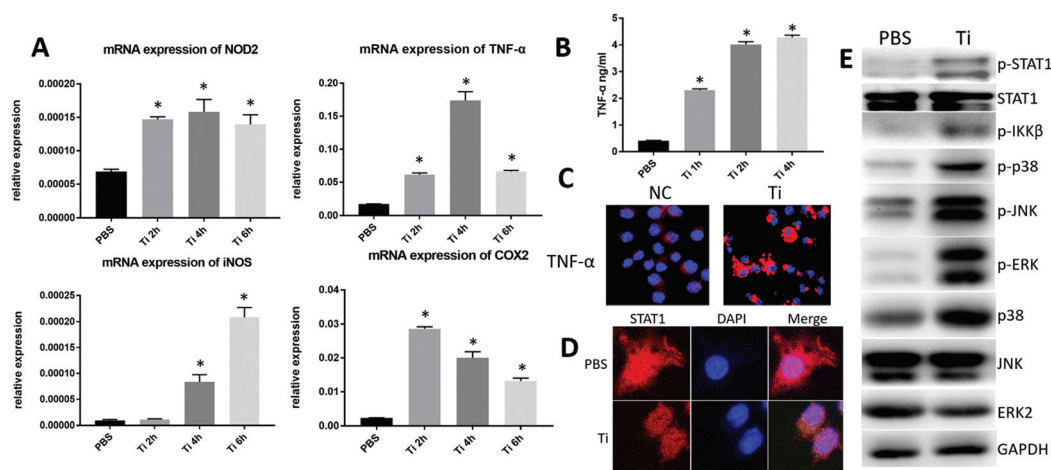 A
mRNA expression of NOD2
relative expression
0.00020
0.00015
0.00010
0.00005
0.00000
* * *
PBS Ti 2h Ti 4h Ti 6h
mRNA expression of TNF-α
relative expression
0.20
0.15
0.10
0.05
0.00
* * *
PBS Ti 2h Ti 4h Ti 6h
mRNA expression of iNOS
relative expression
0.00025
0.00020
0.00015
0.00010
0.00005
0.00000
* *
PBS Ti 2h Ti 4h Ti 6h
mRNA expression of COX2
relative expression
0.04
0.03
0.02
0.01
0.00
* * *
PBS Ti 2h Ti 4h Ti 6h
B
TNF-α ng/ml
5
4
3
2
1
0
* * *
PBS Ti 1h Ti 2h Ti 4h
C
NC Ti
TNF-α
D
STAT1 DAPI Merge
PBS
Ti
E
PBS Ti
p-STAT1
STAT1
p-IKKβ
p-p38
p-JNK
p-ERK
p38
JNK
ERK2
GAPDH